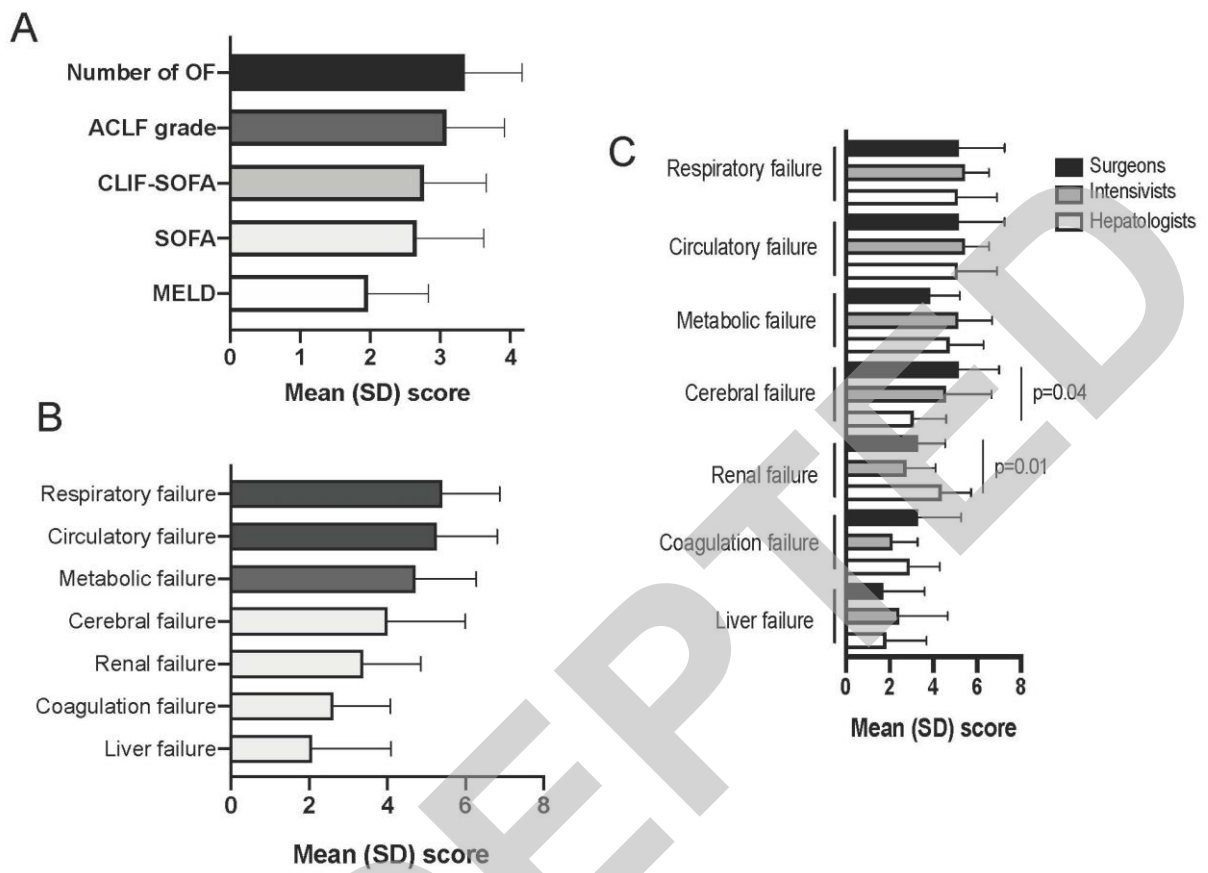 A
Number of OF
ACLF grade
CLIF-SOFA
SOFA
MELD
0 1 2 3 4
Mean (SD) score
B
Respiratory failure
Circulatory failure
Metabolic failure
Cerebral failure
Renal failure
Coagulation failure
Liver failure
0 2 4 6 8
Mean (SD) score
C
Surgeons
Intensivists
Hepatologists
Respiratory failure
Circulatory failure
Metabolic failure
Cerebral failure
p=0.04
Renal failure
p=0.01
Coagulation failure
Liver failure
0 2 4 6 8
Mean (SD) score
EPTED